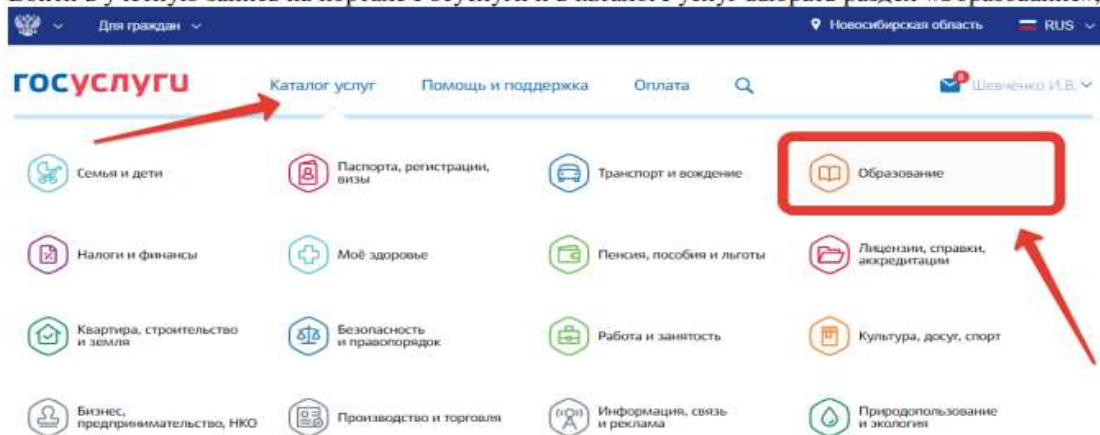 Для граждан
Новосибирская область
RUS
госуслуги
Каталог услуг
Помощь и поддержка
Оплата
Шевченко И.В.
Семья и дети
Паспорта, регистрации,
визы
Транспорт и вождение
Образование
Налоги и финансы
Моё здоровье
Пенсия, пособия и льготы
Лицензии, справки,
аккредитации
Квартира, строительство
и земля
Безопасность
и правопорядок
Работа и занятость
Культура, досуг, спорт
Бизнес,
предпринимательство, НКО
Производство и торговля
Информация, связь
и реклама
Природопользование
и экология